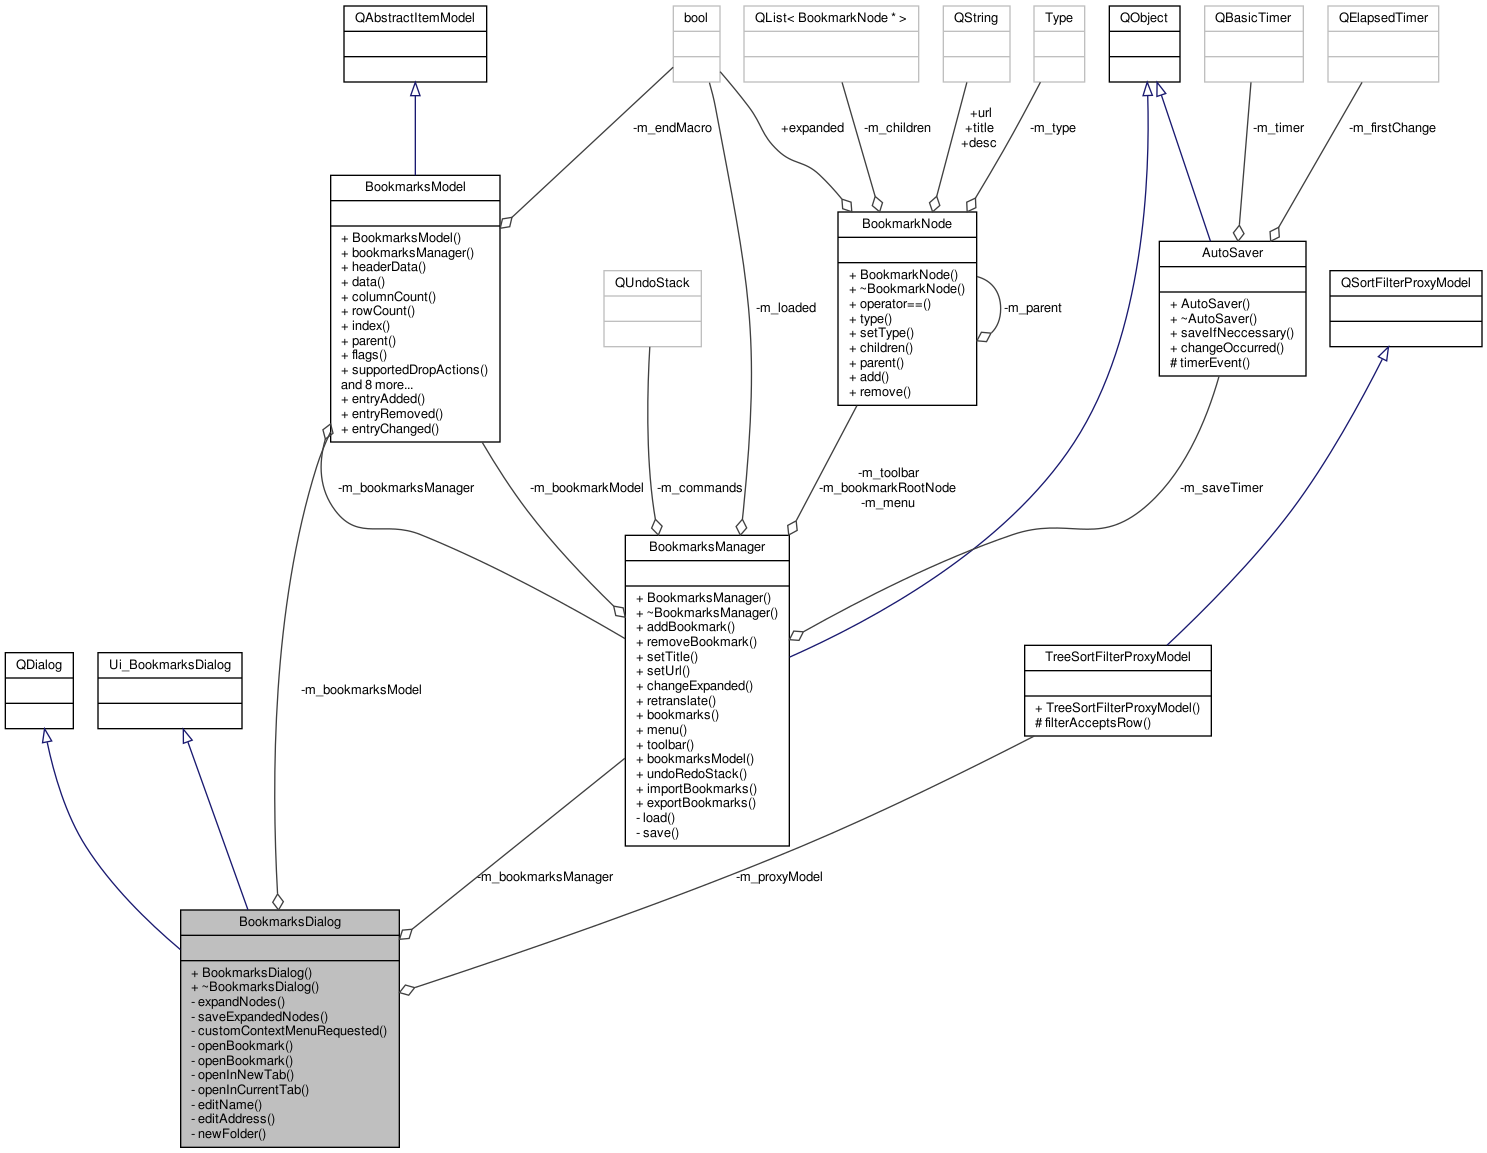 QAbstractItemModel
bool
QList< BookmarkNode * >
QString
Type
QObject
QBasicTimer
QElapsedTimer
-m_endMacro
+expanded
-m_children
+url
+title
+desc
-m_type
-m_timer
-m_firstChange
BookmarksModel
+ BookmarksModel()
+ bookmarksManager()
+ headerData()
+ data()
+ columnCount()
+ rowCount()
+ index()
+ parent()
+ flags()
+ supportedDropActions()
and 8 more...
+ entryAdded()
+ entryRemoved()
+ entryChanged()
BookmarkNode
+ BookmarkNode()
+ ~BookmarkNode()
+ operator==()
+ type()
+ setType()
+ children()
+ parent()
+ add()
+ remove()
-m_parent
AutoSaver
+ AutoSaver()
+ ~AutoSaver()
+ saveIfNeccessary()
+ changeOccurred()
# timerEvent()
QSortFilterProxyModel
QUndoStack
-m_loaded
-m_bookmarksManager
-m_bookmarkModel
-m_commands
-m_toolbar
-m_bookmarkRootNode
-m_menu
-m_saveTimer
BookmarksManager
+ BookmarksManager()
+ ~BookmarksManager()
+ addBookmark()
+ removeBookmark()
+ setTitle()
+ setUrl()
+ changeExpanded()
+ retranslate()
+ bookmarks()
+ menu()
+ toolbar()
+ bookmarksModel()
+ undoRedoStack()
+ importBookmarks()
+ exportBookmarks()
- load()
- save()
QDialog
Ui_BookmarksDialog
-m_bookmarksModel
TreeSortFilterProxyModel
+ TreeSortFilterProxyModel()
# filterAcceptsRow()
-m_bookmarksManager
-m_proxyModel
BookmarksDialog
+ BookmarksDialog()
+ ~BookmarksDialog()
- expandNodes()
- saveExpandedNodes()
- customContextMenuRequested()
- openBookmark()
- openBookmark()
- openInNewTab()
- openInCurrentTab()
- editName()
- editAddress()
- newFolder()